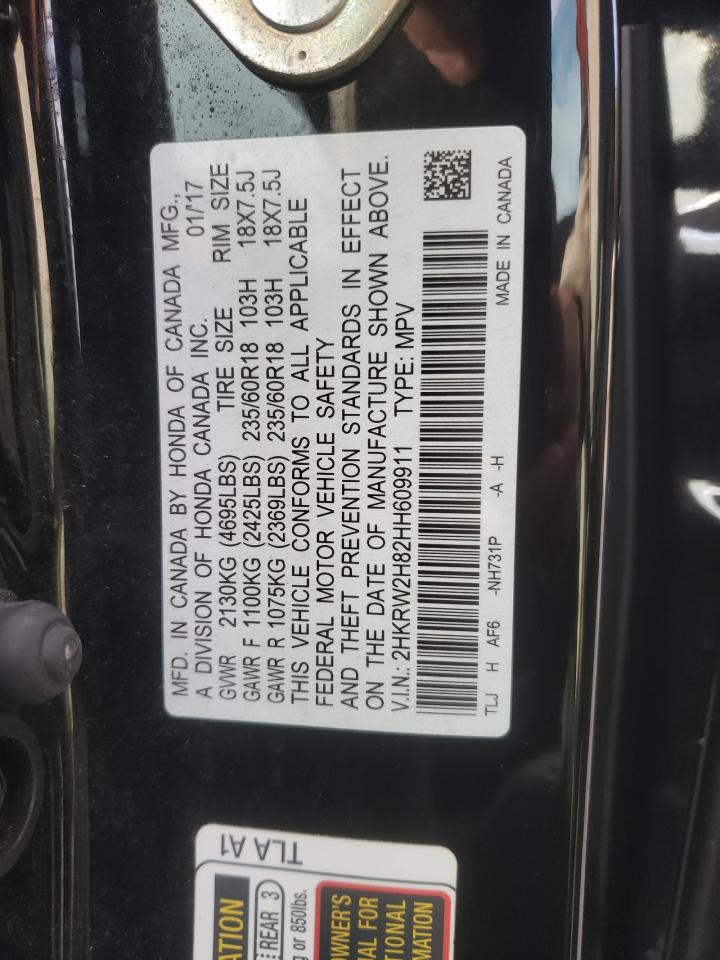 MFD. IN CANADA BY HONDA OF CANADA MFG.,
A DIVISION OF HONDA CANADA INC. 01/17
GVWR 2130KG (4695LBS) TIRE SIZE RIM SIZE
GAWR F 1100KG (2425LBS) 235/60R18 103H 18X7.5J
GAWR R 1075KG (2369LBS) 235/60R18 103H 18X7.5J
THIS VEHICLE CONFORMS TO ALL APPLICABLE
FEDERAL MOTOR VEHICLE SAFETY
AND THEFT PREVENTION STANDARDS IN EFFECT
ON THE DATE OF MANUFACTURE SHOWN ABOVE.
V.I.N.: 2HKRW2H82HH609911 TYPE: MPV
TLJ H AF6 -NH731P -A -H MADE IN CANADA
TLA A1
REAR 3
or 850lbs.